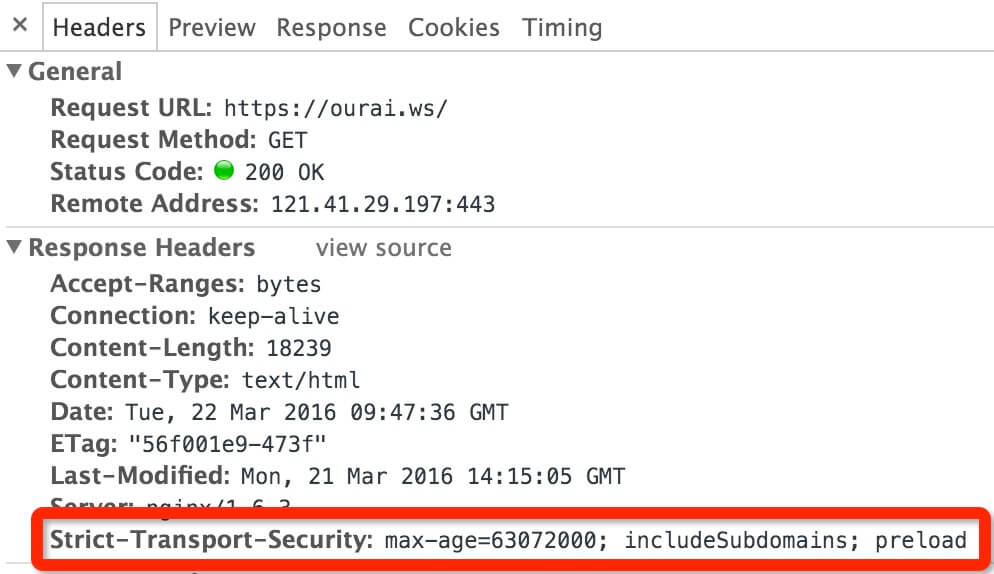 × Headers Preview Response Cookies Timing
▼ General
Request URL: https://ourai.ws/
Request Method: GET
Status Code: 200 OK
Remote Address: 121.41.29.197:443
▼ Response Headers view source
Accept-Ranges: bytes
Connection: keep-alive
Content-Length: 18239
Content-Type: text/html
Date: Tue, 22 Mar 2016 09:47:36 GMT
ETag: "56f001e9-473f"
Last-Modified: Mon, 21 Mar 2016 14:15:05 GMT
Server: nginx/1.6.3
Strict-Transport-Security: max-age=63072000; includeSubdomains; preload